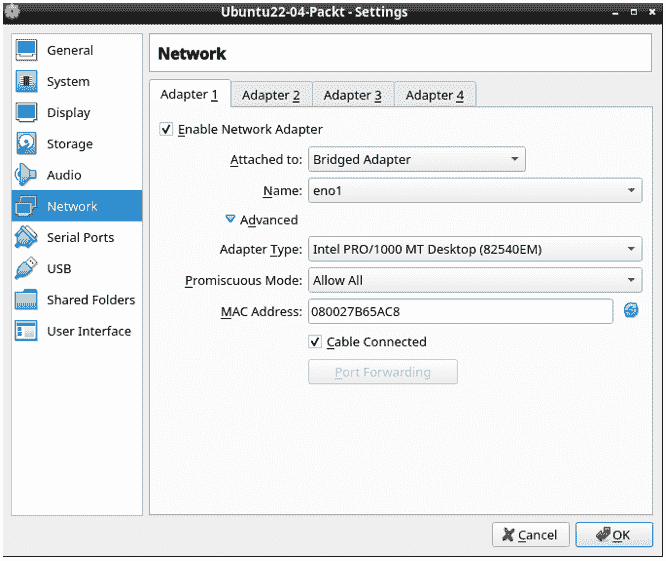 Ubuntu22-04-Packt - Settings
General
System
Display
Storage
Audio
Network
Serial Ports
USB
Shared Folders
User Interface
Network
Adapter 1 Adapter 2 Adapter 3 Adapter 4
Enable Network Adapter
Attached to: Bridged Adapter
Name: eno1
Advanced
Adapter Type: Intel PRO/1000 MT Desktop (82540EM)
Promiscuous Mode: Allow All
MAC Address: 080027B65AC8
Cable Connected
Port Forwarding
Cancel OK